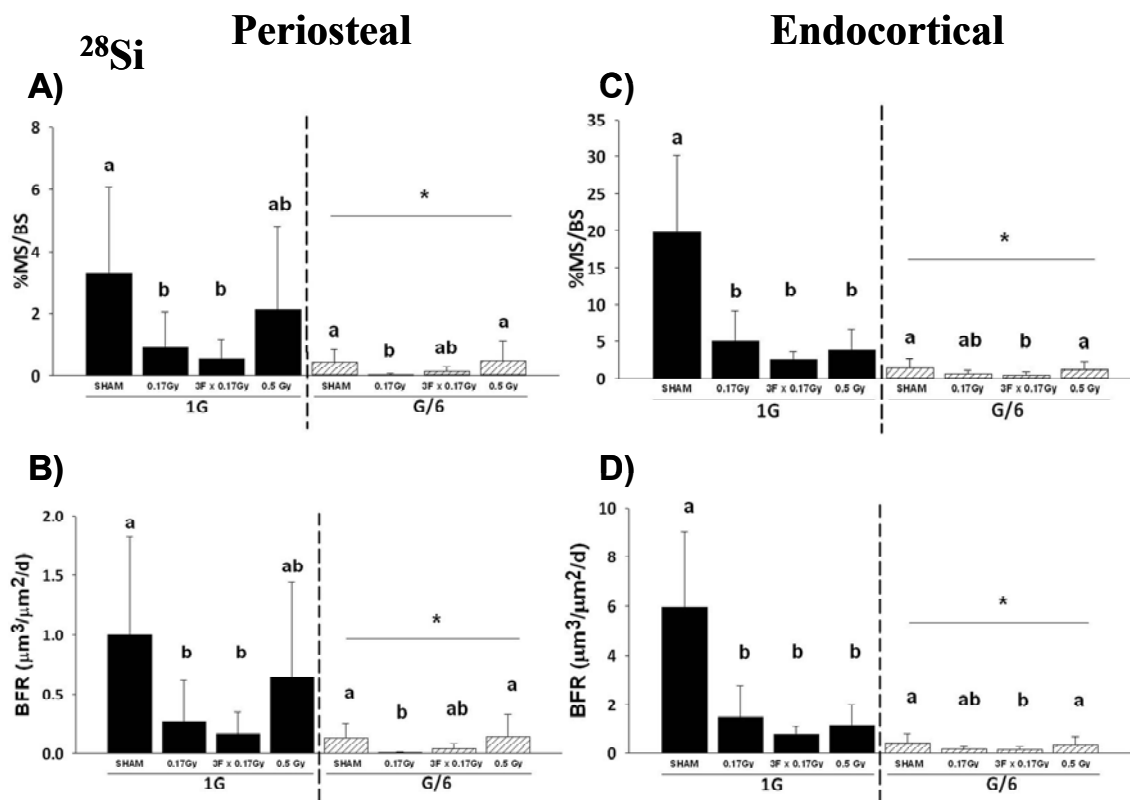 Periosteal
Endocortical
²⁸Si
A)
8
6
4
2
0
%MS/BS
a
b
b
ab
*
a
b
ab
a
SHAM 0.17Gy 3F x 0.17Gy 0.5 Gy SHAM 0.17Gy 3F x 0.17Gy 0.5 Gy
1G G/6
C)
35
30
25
20
15
10
5
0
%MS/BS
a
b
b
b
*
a
ab
b
a
SHAM 0.17Gy 3F x 0.17Gy 0.5 Gy SHAM 0.17Gy 3F x 0.17Gy 0.5 Gy
1G G/6
B)
2.0
1.5
1.0
0.5
0.0
BFR (μm³/μm²/d)
a
b
b
ab
*
a
b
ab
a
SHAM 0.17Gy 3F x 0.17Gy 0.5 Gy SHAM 0.17Gy 3F x 0.17Gy 0.5 Gy
1G G/6
D)
10
8
6
4
2
0
BFR (μm³/μm²/d)
a
b
b
b
*
a
ab
b
a
SHAM 0.17Gy 3F x 0.17Gy 0.5 Gy SHAM 0.17Gy 3F x 0.17Gy 0.5 Gy
1G G/6